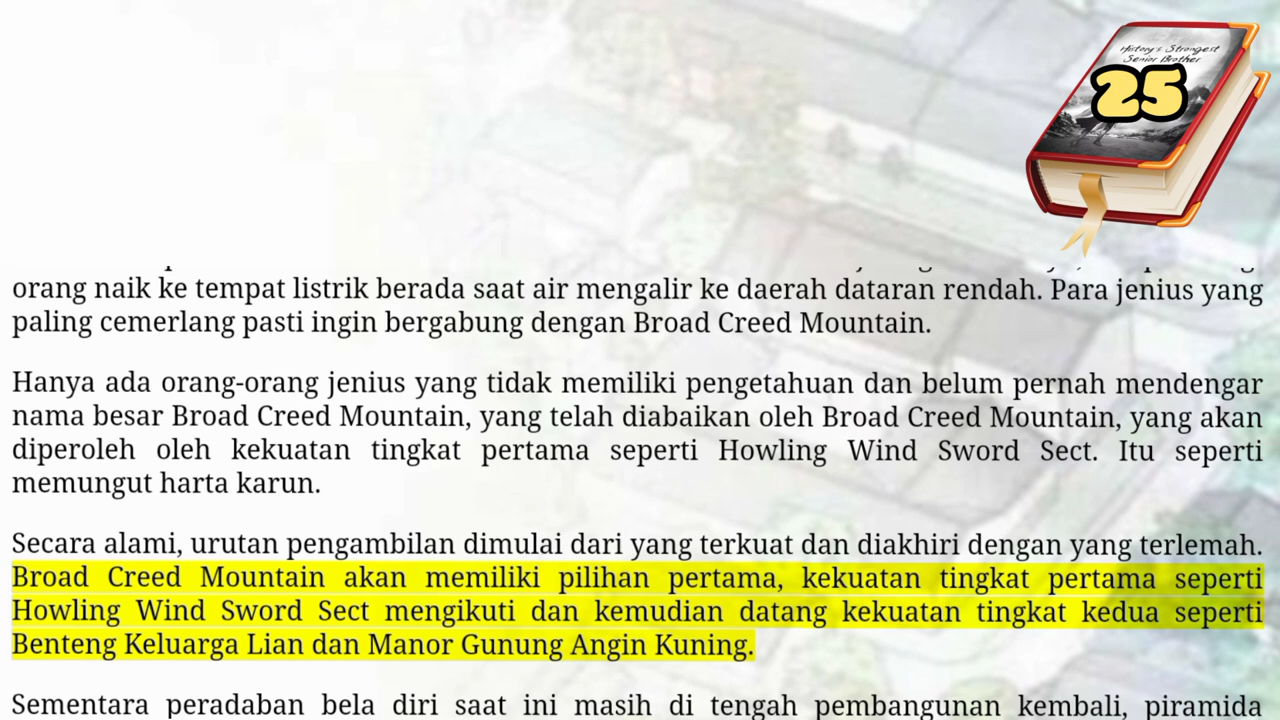 History's Strongest
Senior Brother
25
orang naik ke tempat listrik berada saat air mengalir ke daerah dataran rendah. Para jenius yang
paling cemerlang pasti ingin bergabung dengan Broad Creed Mountain.
Hanya ada orang-orang jenius yang tidak memiliki pengetahuan dan belum pernah mendengar
nama besar Broad Creed Mountain, yang telah diabaikan oleh Broad Creed Mountain, yang akan
diperoleh oleh kekuatan tingkat pertama seperti Howling Wind Sword Sect. Itu seperti
memungut harta karun.
Secara alami, urutan pengambilan dimulai dari yang terkuat dan diakhiri dengan yang terlemah.
Broad Creed Mountain akan memiliki pilihan pertama, kekuatan tingkat pertama seperti
Howling Wind Sword Sect mengikuti dan kemudian datang kekuatan tingkat kedua seperti
Benteng Keluarga Lian dan Manor Gunung Angin Kuning.
Sementara peradaban bela diri saat ini masih di tengah pembangunan kembali, piramida